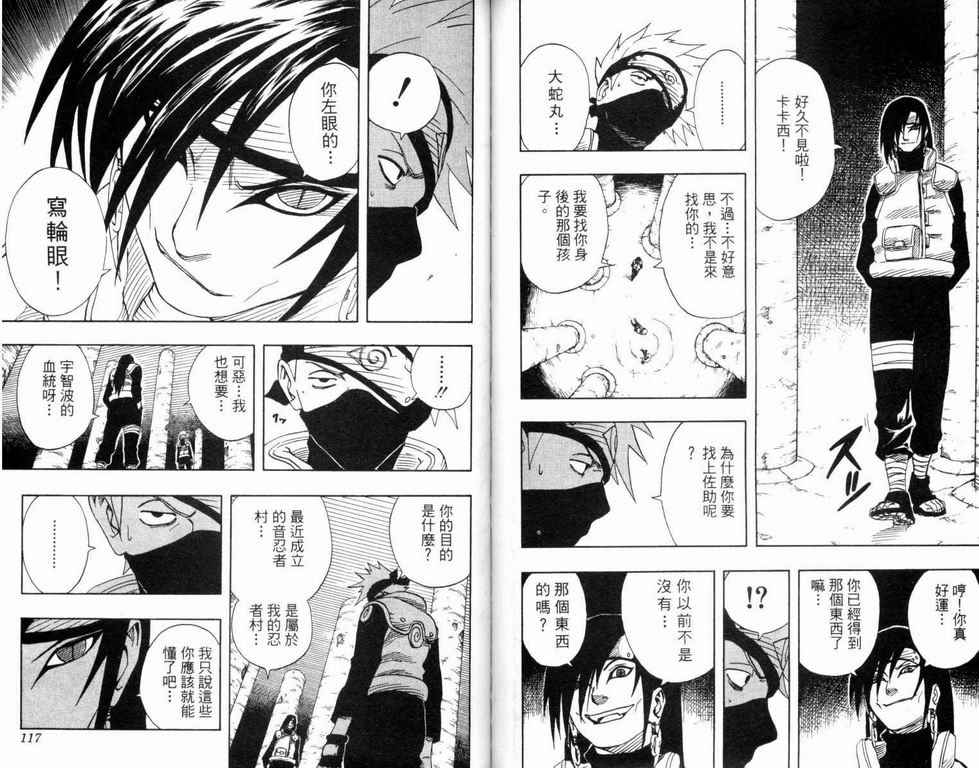 好久不見啦！
卡卡西！
………
大蛇丸…
不過…不好意
思，我不是來
找你的…
我要找你身
後的那個孩
子。
為什麼你要
找上佐助呢
？
哼！你真
好運…
你已經得到
那個東西了
嘛…
!?
你以前不是
沒有…
那個東西
的嗎？
！
你左眼的…
寫輪眼！
……!!
可惡…我
也想要…
宇智波的
血統呀…
你的目的
是什麼？
最近成立
的音忍者
村…
是屬於
我的忍
者村…
…………
我只說這些
你應該就能
懂了吧…
117